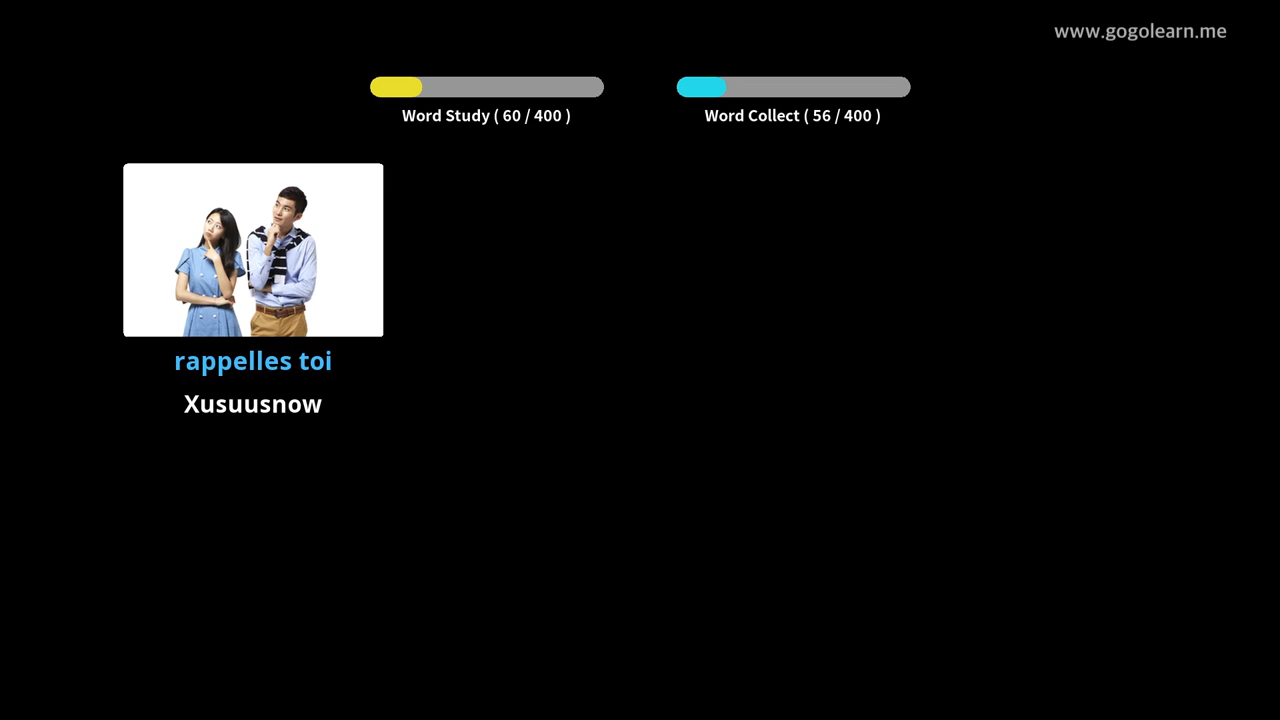 www.gogolearn.me
Word Study ( 60 / 400 )
Word Collect ( 56 / 400 )
rappelles toi
Xusuusnow